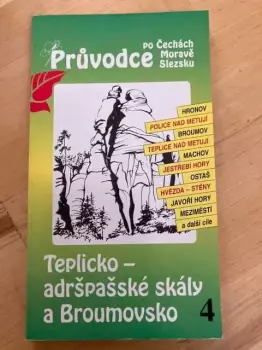 Průvodce
po Čechách
Moravě
Slezsku
HRONOV
POLICE NAD METUJÍ
BROUMOV
TEPLICE NAD METUJÍ
MACHOV
JESTŘEBÍ HORY
OSTAŠ
HVĚZDA – STĚNY
JAVOŘÍ HORY
MEZIMĚSTÍ
a další cíle
Teplicko –
adršpašské skály
a Broumovsko
4